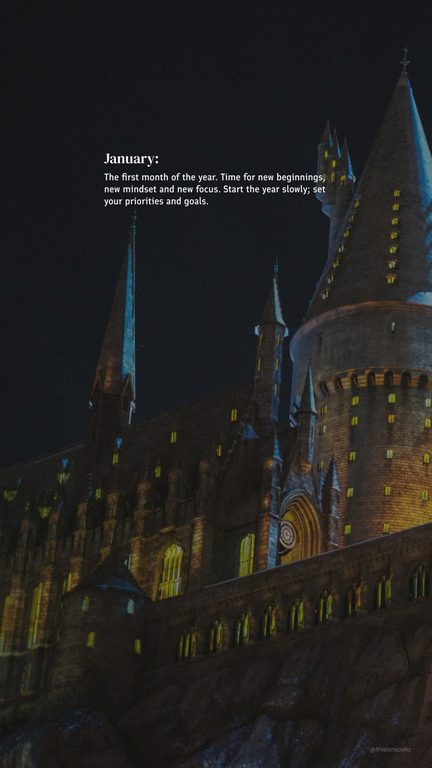 January:
The first month of the year. Time for new beginnings,
new mindset and new focus. Start the year slowly; set
your priorities and goals.
@thisisnicollo